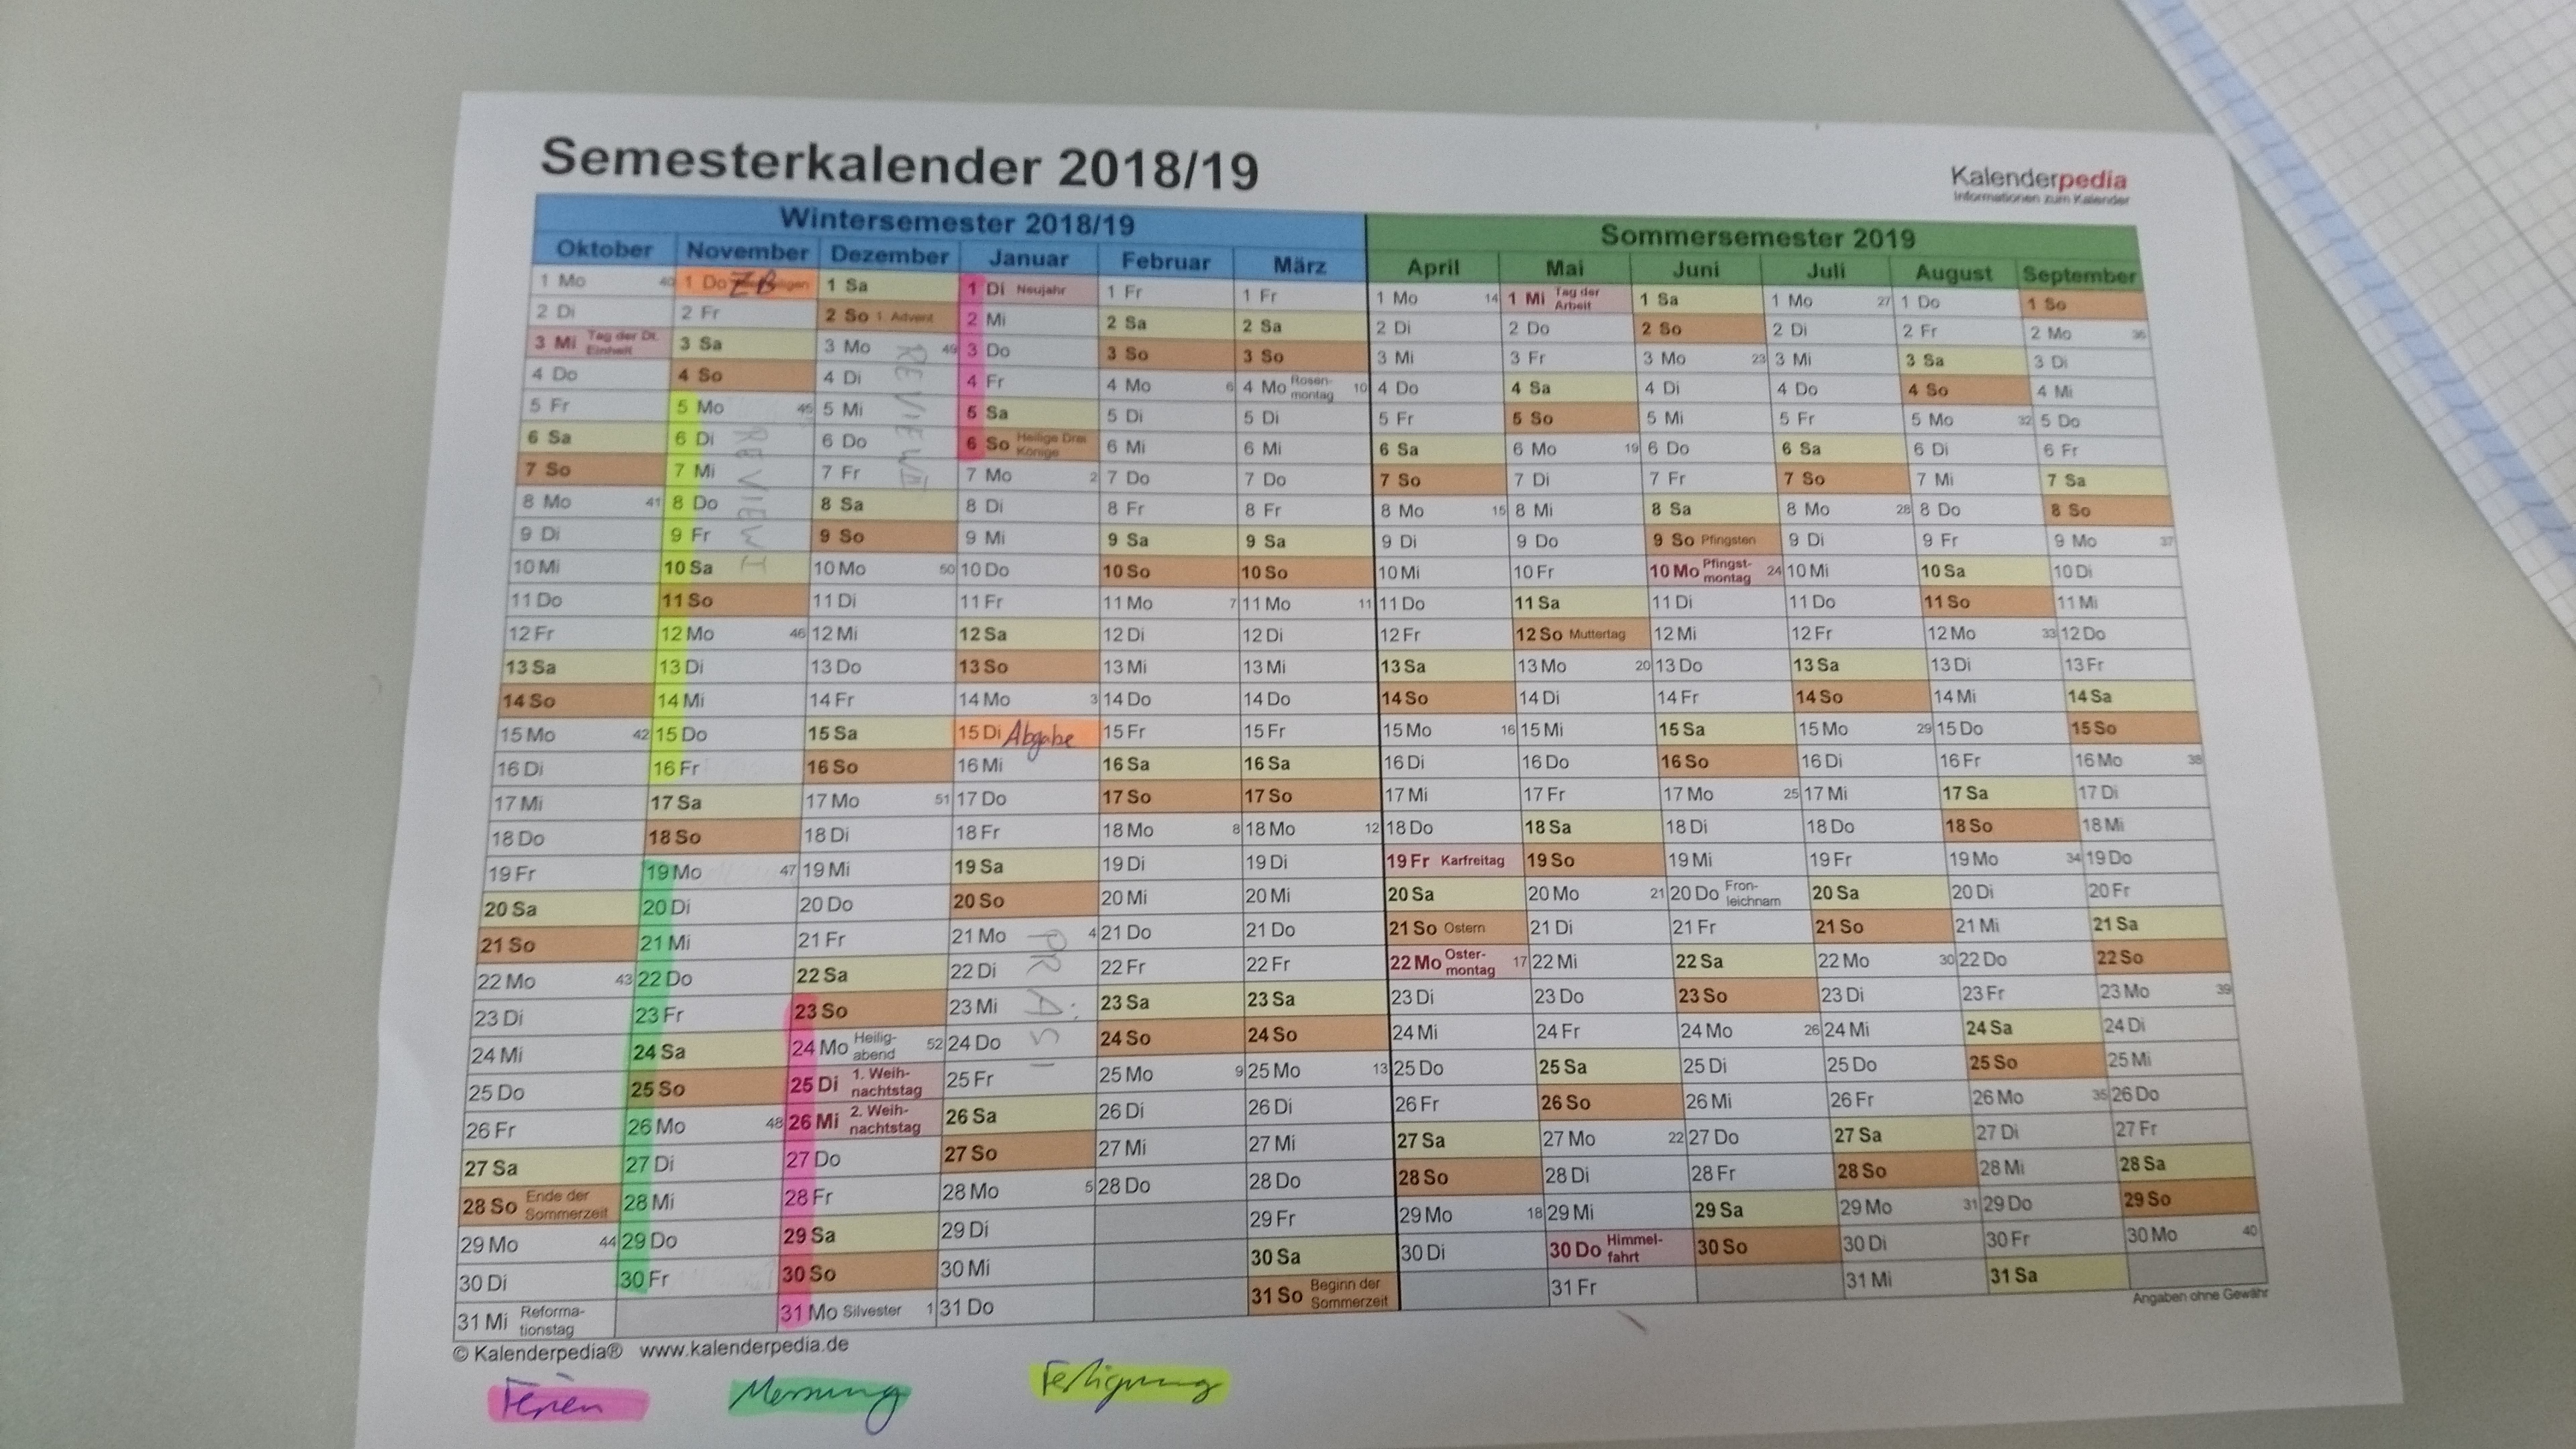 Semesterkalender 2018/19
Kalenderpedia
Informationen zum Kalender
Wintersemester 2018/19 Sommersemester 2019
Oktober November Dezember Januar Februar März April Mai Juni Juli August September
1 Mo 40 1 Do ZB 1 Sa 1 Di Neujahr 1 Fr 1 Fr 1 Mo 14 1 Mi Tag der Arbeit 1 Sa 1 Mo 27 1 Do 1 So
2 Di 2 Fr 2 So 1. Advent 2 Mi 2 Sa 2 Sa 2 Di 2 Do 2 So 2 Di 2 Fr 2 Mo 36
3 Mi Tag der Dt. Einheit 3 Sa 3 Mo 49 3 Do 3 So 3 So 3 Mi 3 Fr 3 Mo 23 3 Mi 3 Sa 3 Di
4 Do 4 So 4 Di 4 Fr 4 Mo 6 4 Mo Rosen-montag 10 4 Do 4 Sa 4 Di 4 Do 4 So 4 Mi
5 Fr 5 Mo 45 5 Mi 5 Sa 5 Di 5 Di 5 Fr 5 So 5 Mi 5 Fr 5 Mo 32 5 Do
6 Sa 6 Di 6 Do 6 So Heilige Drei Könige 6 Mi 6 Mi 6 Sa 6 Mo 19 6 Do 6 Sa 6 Di 6 Fr
7 So 7 Mi 7 Fr 7 Mo 2 7 Do 7 Do 7 So 7 Di 7 Fr 7 So 7 Mi 7 Sa
8 Mo 41 8 Do 8 Sa 8 Di 8 Fr 8 Fr 8 Mo 15 8 Mi 8 Sa 8 Mo 28 8 Do 8 So
9 Di 9 Fr 9 So 9 Mi 9 Sa 9 Sa 9 Di 9 Do 9 So Pfingsten 9 Di 9 Fr 9 Mo 37
10 Mi 10 Sa 10 Mo 50 10 Do 10 So 10 So 10 Mi 10 Fr 10 Mo Pfingst-montag 24 10 Mi 10 Sa 10 Di
11 Do 11 So 11 Di 11 Fr 11 Mo 7 11 Mo 11 11 Do 11 Sa 11 Di 11 Do 11 So 11 Mi
12 Fr 12 Mo 46 12 Mi 12 Sa 12 Di 12 Di 12 Fr 12 So Muttertag 12 Mi 12 Fr 12 Mo 33 12 Do
13 Sa 13 Di 13 Do 13 So 13 Mi 13 Mi 13 Sa 13 Mo 20 13 Do 13 Sa 13 Di 13 Fr
14 So 14 Mi 14 Fr 14 Mo 3 14 Do 14 Do 14 So 14 Di 14 Fr 14 So 14 Mi 14 Sa
15 Mo 42 15 Do 15 Sa 15 Di Abgabe 15 Fr 15 Fr 15 Mo 16 15 Mi 15 Sa 15 Mo 29 15 Do 15 So
16 Di 16 Fr 16 So 16 Mi 16 Sa 16 Sa 16 Di 16 Do 16 So 16 Di 16 Fr 16 Mo 38
17 Mi 17 Sa 17 Mo 51 17 Do 17 So 17 So 17 Mi 17 Fr 17 Mo 25 17 Mi 17 Sa 17 Di
18 Do 18 So 18 Di 18 Fr 18 Mo 8 18 Mo 12 18 Do 18 Sa 18 Di 18 Do 18 So 18 Mi
19 Fr 19 Mo 47 19 Mi 19 Sa 19 Di 19 Di 19 Fr Karfreitag 19 So 19 Mi 19 Fr 19 Mo 34 19 Do
20 Sa 20 Di 20 Do 20 So 20 Mi 20 Mi 20 Sa 20 Mo 21 20 Do Fron-leichnam 20 Sa 20 Di 20 Fr
21 So 21 Mi 21 Fr 21 Mo 4 21 Do 21 Do 21 So Ostern 21 Di 21 Fr 21 So 21 Mi 21 Sa
22 Mo 43 22 Do 22 Sa 22 Di 22 Fr 22 Fr 22 Mo Oster-montag 17 22 Mi 22 Sa 22 Mo 30 22 Do 22 So
23 Di 23 Fr 23 So 23 Mi 23 Sa 23 Sa 23 Di 23 Do 23 So 23 Di 23 Fr 23 Mo 39
24 Mi 24 Sa 24 Mo Heilig-abend 52 24 Do 24 So 24 So 24 Mi 24 Fr 24 Mo 26 24 Mi 24 Sa 24 Di
25 Do 25 So 25 Di 1. Weih-nachtstag 25 Fr 25 Mo 9 25 Mo 13 25 Do 25 Sa 25 Di 25 Do 25 So 25 Mi
26 Fr 26 Mo 48 26 Mi 2. Weih-nachtstag 26 Sa 26 Di 26 Di 26 Fr 26 So 26 Mi 26 Fr 26 Mo 35 26 Do
27 Sa 27 Di 27 Do 27 So 27 Mi 27 Mi 27 Sa 27 Mo 22 27 Do 27 Sa 27 Di 27 Fr
28 So Ende der Sommerzeit 28 Mi 28 Fr 28 Mo 5 28 Do 28 Do 28 So 28 Di 28 Fr 28 So 28 Mi 28 Sa
29 Mo 44 29 Do 29 Sa 29 Di 29 Fr 29 Mo 18 29 Mi 29 Sa 29 Mo 31 29 Do 29 So
30 Di 30 Fr 30 So 30 Mi 30 Sa 30 Di 30 Do Himmel-fahrt 30 So 30 Di 30 Fr 30 Mo 40
31 Mi Reforma-tionstag 31 Mo Silvester 1 31 Do 31 So Beginn der Sommerzeit 31 Fr 31 Mi 31 Sa
REVIEW I
REVIEW III
Angaben ohne Gewähr
© Kalenderpedia® www.kalenderpedia.de
Ferien Messung Fertigung